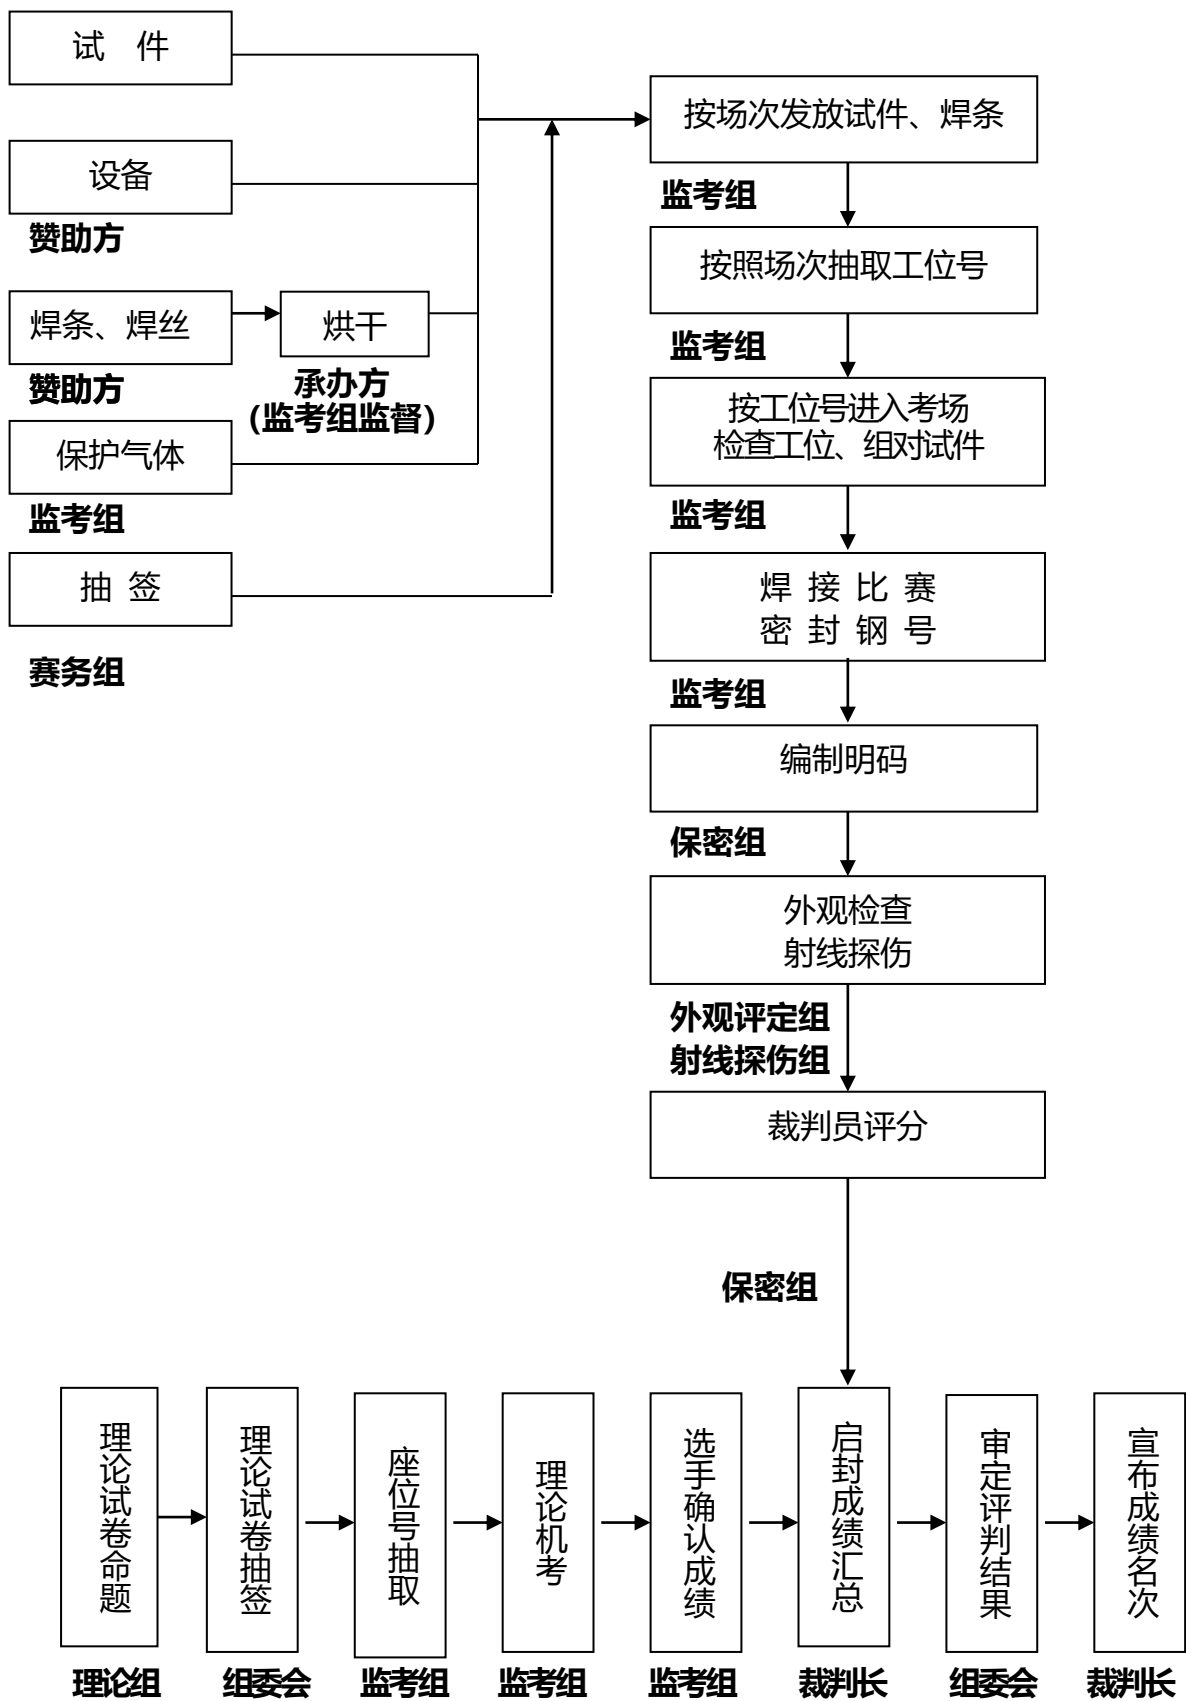 试 件
设备
赞助方
焊条、焊丝
赞助方
烘干
承办方
(监考组监督)
保护气体
监考组
抽 签
赛务组
按场次发放试件、焊条
监考组
按照场次抽取工位号
监考组
按工位号进入考场
检查工位、组对试件
监考组
焊 接 比 赛
密 封 钢 号
监考组
编制明码
保密组
外观检查
射线探伤
外观评定组
射线探伤组
裁判员评分
保密组
理论试卷命题
理论试卷抽签
座位号抽取
理论机考
选手确认成绩
启封成绩汇总
审定评判结果
宣布成绩名次
理论组
组委会
监考组
监考组
监考组
裁判长
组委会
裁判长